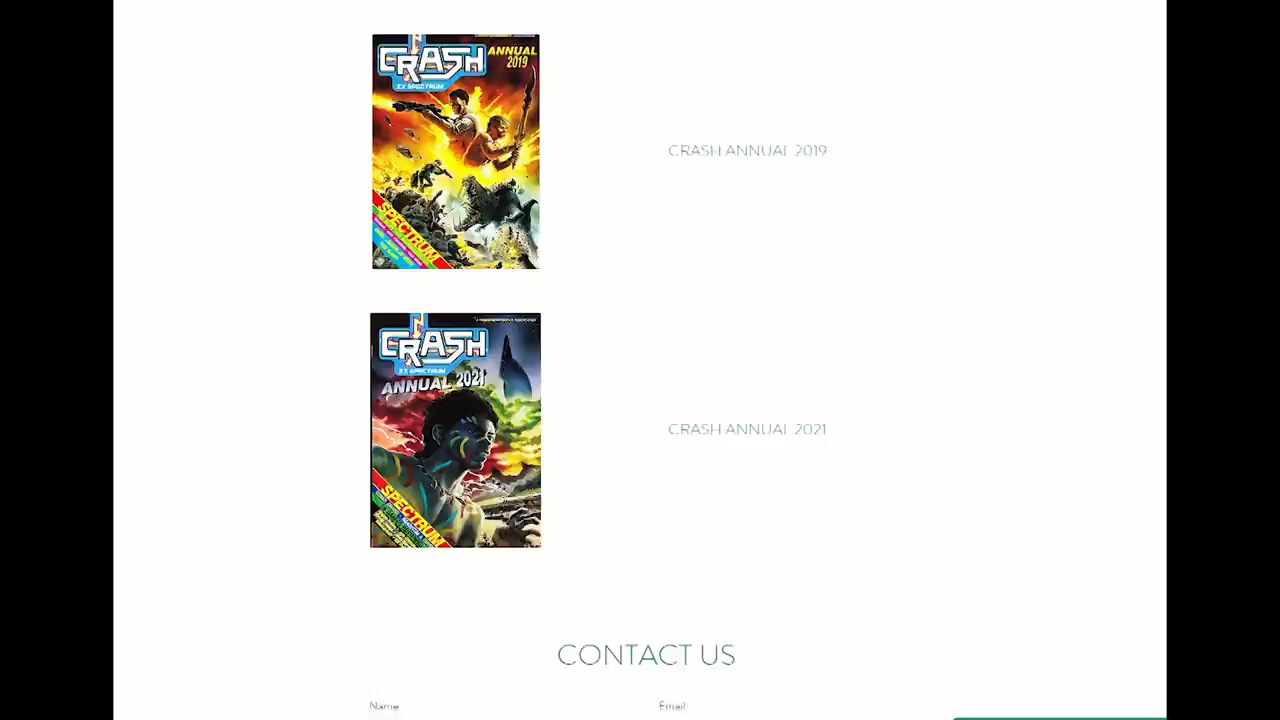 CRASH
ANNUAL
2019
ZX SPECTRUM
SPECTRUM
CRASH ANNUAL 2019
CRASH
ZX SPECTRUM
ANNUAL 2021
SPECTRUM
CRASH ANNUAL 2021
CONTACT US
Name
Email